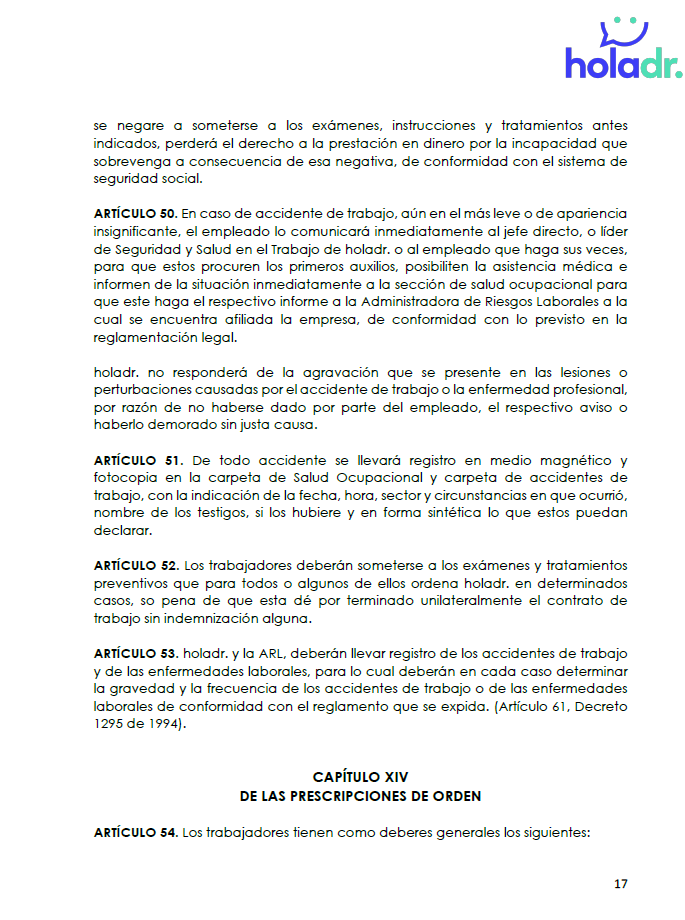 holadr.
se negare a someterse a los exámenes, instrucciones y tratamientos antes
indicados, perderá el derecho a la prestación en dinero por la incapacidad que
sobrevenga a consecuencia de esa negativa, de conformidad con el sistema de
seguridad social.
ARTÍCULO 50. En caso de accidente de trabajo, aún en el más leve o de apariencia
insignificante, el empleado lo comunicará inmediatamente al jefe directo, o líder
de Seguridad y Salud en el Trabajo de holadr. o al empleado que haga sus veces,
para que estos procuren los primeros auxilios, posibiliten la asistencia médica e
informen de la situación inmediatamente a la sección de salud ocupacional para
que este haga el respectivo informe a la Administradora de Riesgos Laborales a la
cual se encuentra afiliada la empresa, de conformidad con lo previsto en la
reglamentación legal.
holadr. no responderá de la agravación que se presente en las lesiones o
perturbaciones causadas por el accidente de trabajo o la enfermedad profesional,
por razón de no haberse dado por parte del empleado, el respectivo aviso o
haberlo demorado sin justa causa.
ARTÍCULO 51. De todo accidente se llevará registro en medio magnético y
fotocopia en la carpeta de Salud Ocupacional y carpeta de accidentes de
trabajo, con la indicación de la fecha, hora, sector y circunstancias en que ocurrió,
nombre de los testigos, si los hubiere y en forma sintética lo que estos puedan
declarar.
ARTÍCULO 52. Los trabajadores deberán someterse a los exámenes y tratamientos
preventivos que para todos o algunos de ellos ordena holadr. en determinados
casos, so pena de que esta dé por terminado unilateralmente el contrato de
trabajo sin indemnización alguna.
ARTÍCULO 53. holadr. y la ARL, deberán llevar registro de los accidentes de trabajo
y de las enfermedades laborales, para lo cual deberán en cada caso determinar
la gravedad y la frecuencia de los accidentes de trabajo o de las enfermedades
laborales de conformidad con el reglamento que se expida. (Artículo 61, Decreto
1295 de 1994).
CAPÍTULO XIV
DE LAS PRESCRIPCIONES DE ORDEN
ARTÍCULO 54. Los trabajadores tienen como deberes generales los siguientes:
17